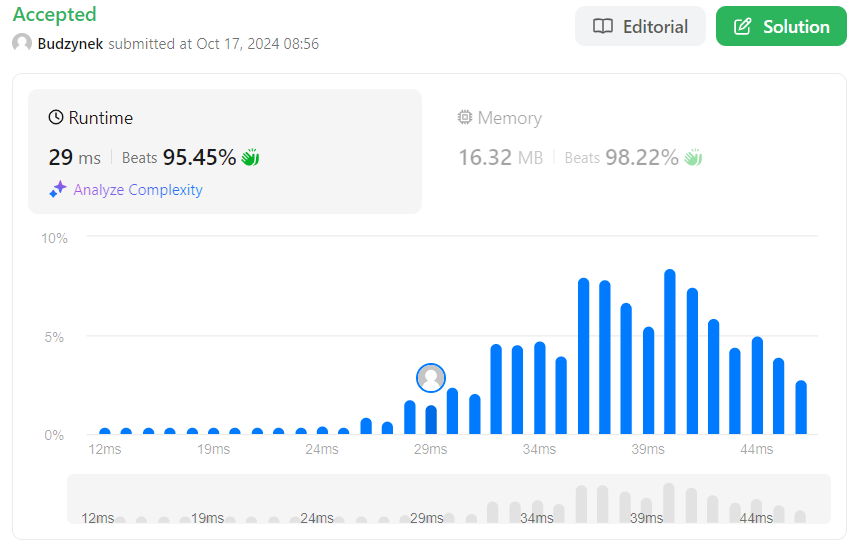 Accepted
Budzynek submitted at Oct 17, 2024 08:56
Editorial
Solution
Runtime
29 ms Beats 95.45%
Analyze Complexity
Memory
16.32 MB Beats 98.22%
10%
5%
0%
12ms 19ms 24ms 29ms 34ms 39ms 44ms
12ms 19ms 24ms 29ms 34ms 39ms 44ms